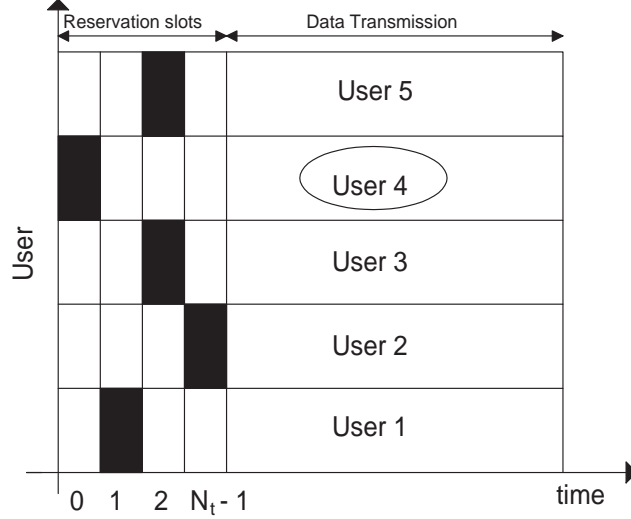 Reservation slots
Data Transmission
User 5
User 4
User 3
User 2
User 1
User
0 1 2 Nₜ - 1
time